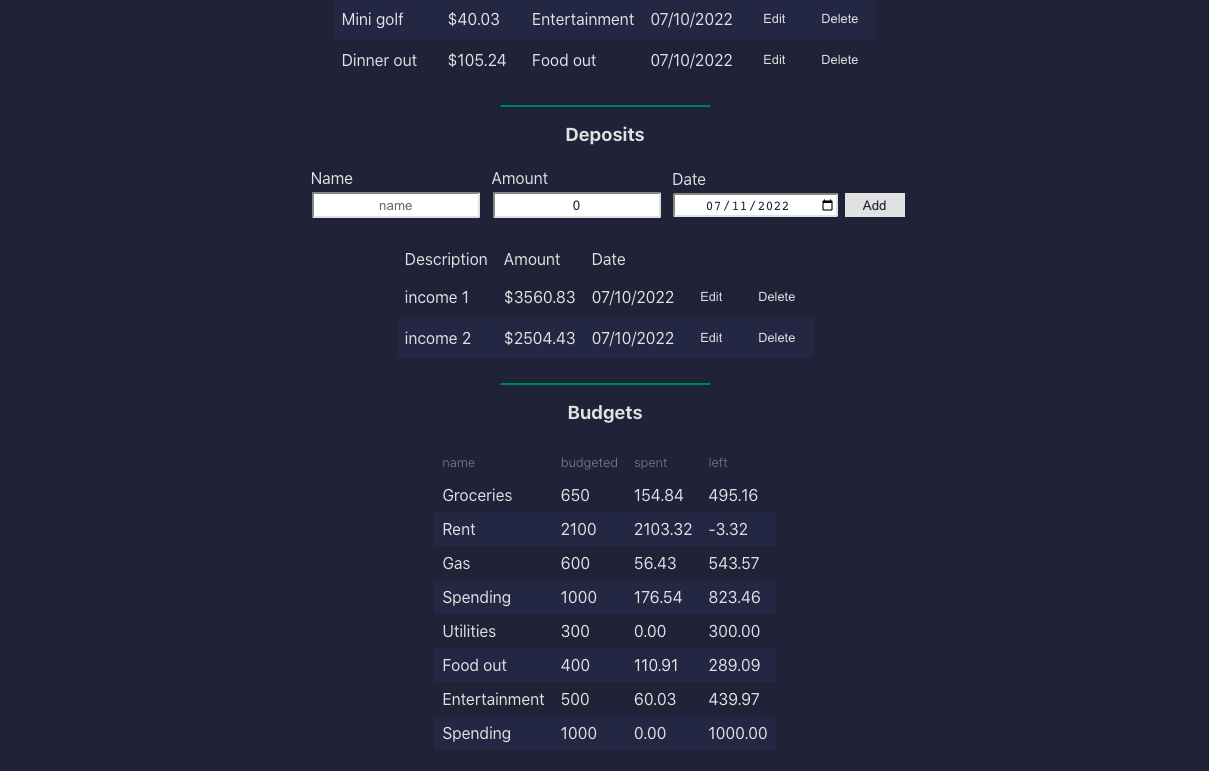 Mini golf $40.03 Entertainment 07/10/2022 Edit Delete
Dinner out $105.24 Food out 07/10/2022 Edit Delete
Deposits
Name Amount Date
name 0 07/11/2022 Add
Description Amount Date
income 1 $3560.83 07/10/2022 Edit Delete
income 2 $2504.43 07/10/2022 Edit Delete
Budgets
name budgeted spent left
Groceries 650 154.84 495.16
Rent 2100 2103.32 -3.32
Gas 600 56.43 543.57
Spending 1000 176.54 823.46
Utilities 300 0.00 300.00
Food out 400 110.91 289.09
Entertainment 500 60.03 439.97
Spending 1000 0.00 1000.00